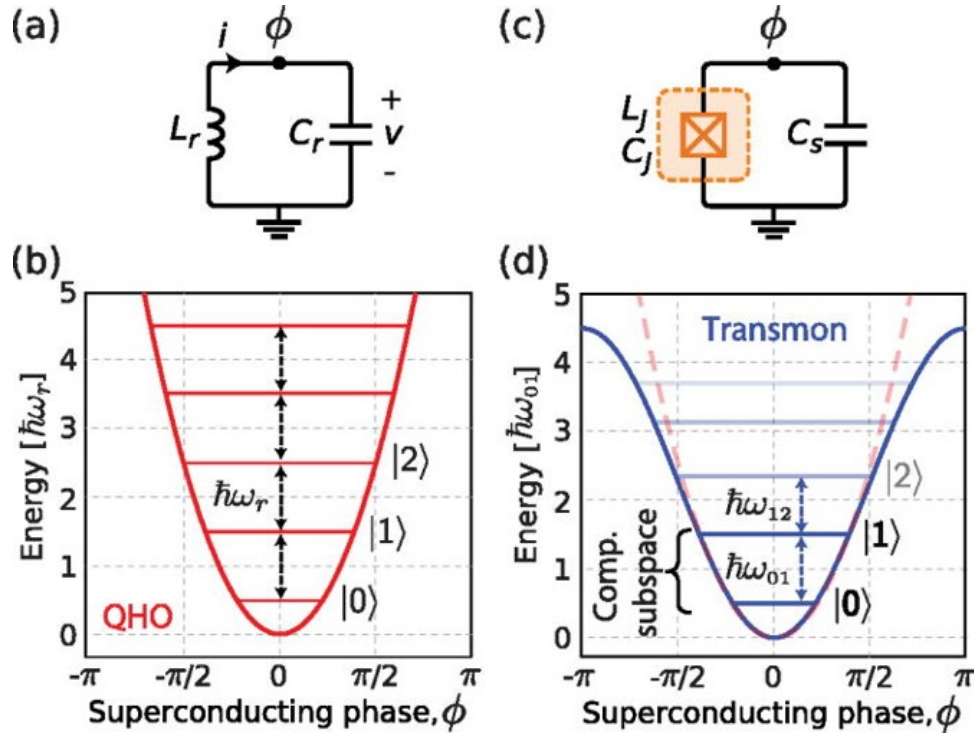 (a)
ϕ
i
L_r
C_r
+
v
-
(c)
ϕ
L_J
C_J
C_s
(b)
5
4
3
2
1
0
Energy [ℏω_r]
|2⟩
ℏω_r
|1⟩
|0⟩
QHO
-π
-π/2
0
π/2
π
Superconducting phase, ϕ
(d)
5
4
3
2
1
0
Energy [ℏω_01]
Transmon
|2⟩
ℏω_12
|1⟩
Comp.
subspace
ℏω_01
|0⟩
-π
-π/2
0
π/2
π
Superconducting phase, ϕ